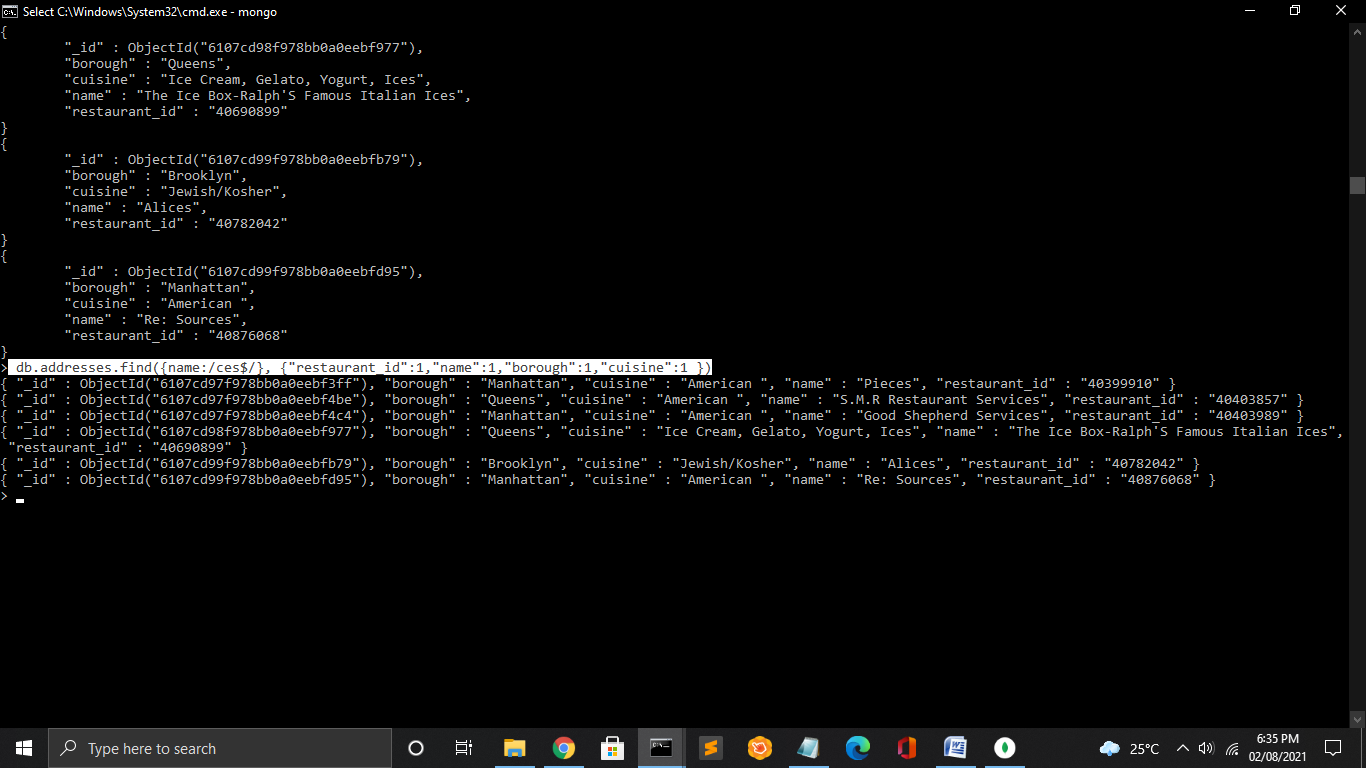 Select C:\Windows\System32\cmd.exe - mongo
{
"_id" : ObjectId("6107cd98f978bb0a0eebf977"),
"borough" : "Queens",
"cuisine" : "Ice Cream, Gelato, Yogurt, Ices",
"name" : "The Ice Box-Ralph'S Famous Italian Ices",
"restaurant_id" : "40690899"
}
{
"_id" : ObjectId("6107cd99f978bb0a0eebfb79"),
"borough" : "Brooklyn",
"cuisine" : "Jewish/Kosher",
"name" : "Alices",
"restaurant_id" : "40782042"
}
{
"_id" : ObjectId("6107cd99f978bb0a0eebfd95"),
"borough" : "Manhattan",
"cuisine" : "American ",
"name" : "Re: Sources",
"restaurant_id" : "40876068"
}
> db.addresses.find({name:/ces$/}, {"restaurant_id":1,"name":1,"borough":1,"cuisine":1 })
{ "_id" : ObjectId("6107cd97f978bb0a0eebf3ff"), "borough" : "Manhattan", "cuisine" : "American ", "name" : "Pieces", "restaurant_id" : "40399910" }
{ "_id" : ObjectId("6107cd97f978bb0a0eebf4be"), "borough" : "Queens", "cuisine" : "American ", "name" : "S.M.R Restaurant Services", "restaurant_id" : "40403857" }
{ "_id" : ObjectId("6107cd97f978bb0a0eebf4c4"), "borough" : "Manhattan", "cuisine" : "American ", "name" : "Good Shepherd Services", "restaurant_id" : "40403989" }
{ "_id" : ObjectId("6107cd98f978bb0a0eebf977"), "borough" : "Queens", "cuisine" : "Ice Cream, Gelato, Yogurt, Ices", "name" : "The Ice Box-Ralph'S Famous Italian Ices",
"restaurant_id" : "40690899" }
{ "_id" : ObjectId("6107cd99f978bb0a0eebfb79"), "borough" : "Brooklyn", "cuisine" : "Jewish/Kosher", "name" : "Alices", "restaurant_id" : "40782042" }
{ "_id" : ObjectId("6107cd99f978bb0a0eebfd95"), "borough" : "Manhattan", "cuisine" : "American ", "name" : "Re: Sources", "restaurant_id" : "40876068" }
>
Type here to search
25°C
6:35 PM
02/08/2021